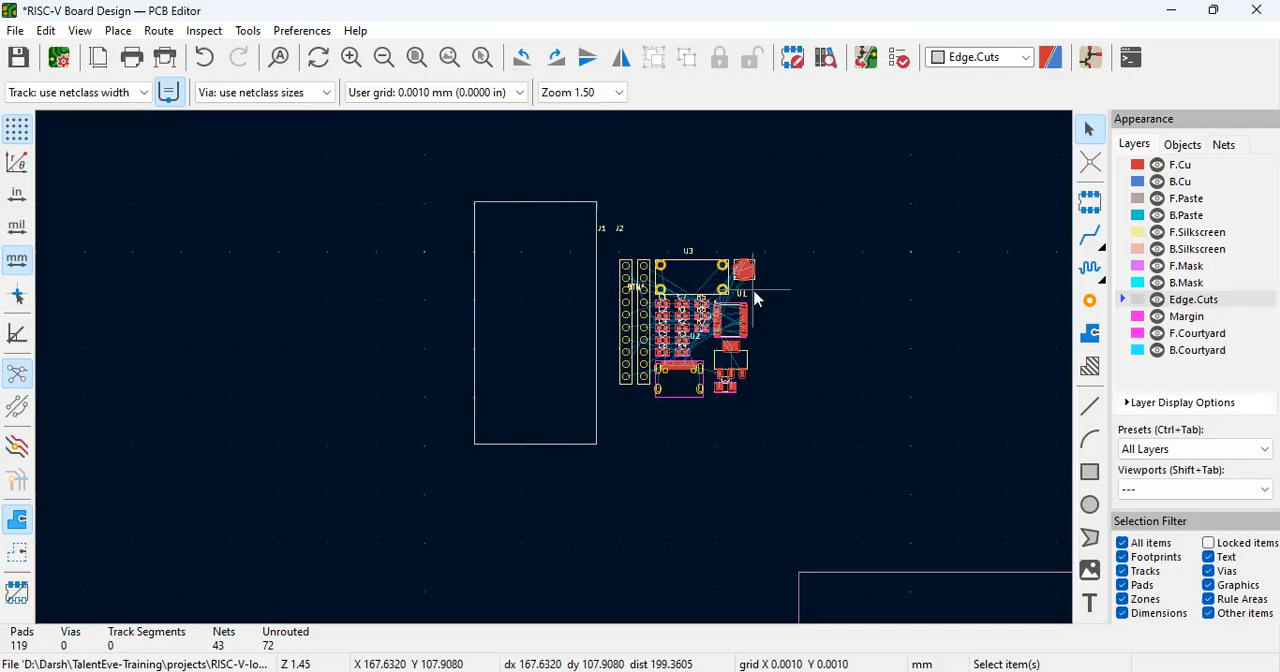 *RISC-V Board Design — PCB Editor
File Edit View Place Route Inspect Tools Preferences Help
Edge.Cuts
Track: use netclass width Via: use netclass sizes User grid: 0.0010 mm (0.0000 in) Zoom 1.50
in
mil
mm
J1 J2
U3
U1
U2
Appearance
Layers Objects Nets
F.Cu
B.Cu
F.Paste
B.Paste
F.Silkscreen
B.Silkscreen
F.Mask
B.Mask
Edge.Cuts
Margin
F.Courtyard
B.Courtyard
Layer Display Options
Presets (Ctrl+Tab):
All Layers
Viewports (Shift+Tab):
---
Selection Filter
All items Locked items
Footprints Text
Tracks Vias
Pads Graphics
Zones Rule Areas
Dimensions Other items
Pads Vias Track Segments Nets Unrouted
119 0 0 43 72
File 'D:\Darsh\TalentEve-Training\projects\RISC-V-lo... Z 1.45 X 167.6320 Y 107.9080 dx 167.6320 dy 107.9080 dist 199.3605 grid X 0.0010 Y 0.0010 mm Select item(s)